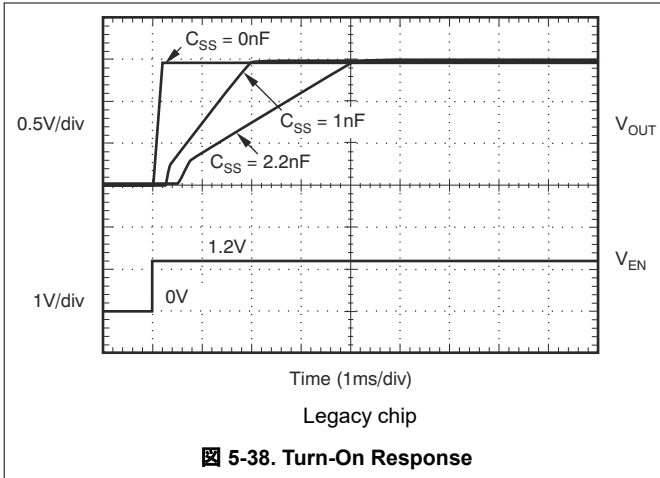 C_SS = 0nF
0.5V/div
C_SS = 1nF
V_OUT
C_SS = 2.2nF
1.2V
V_EN
1V/div
0V
Time (1ms/div)
Legacy chip
図 5-38. Turn-On Response